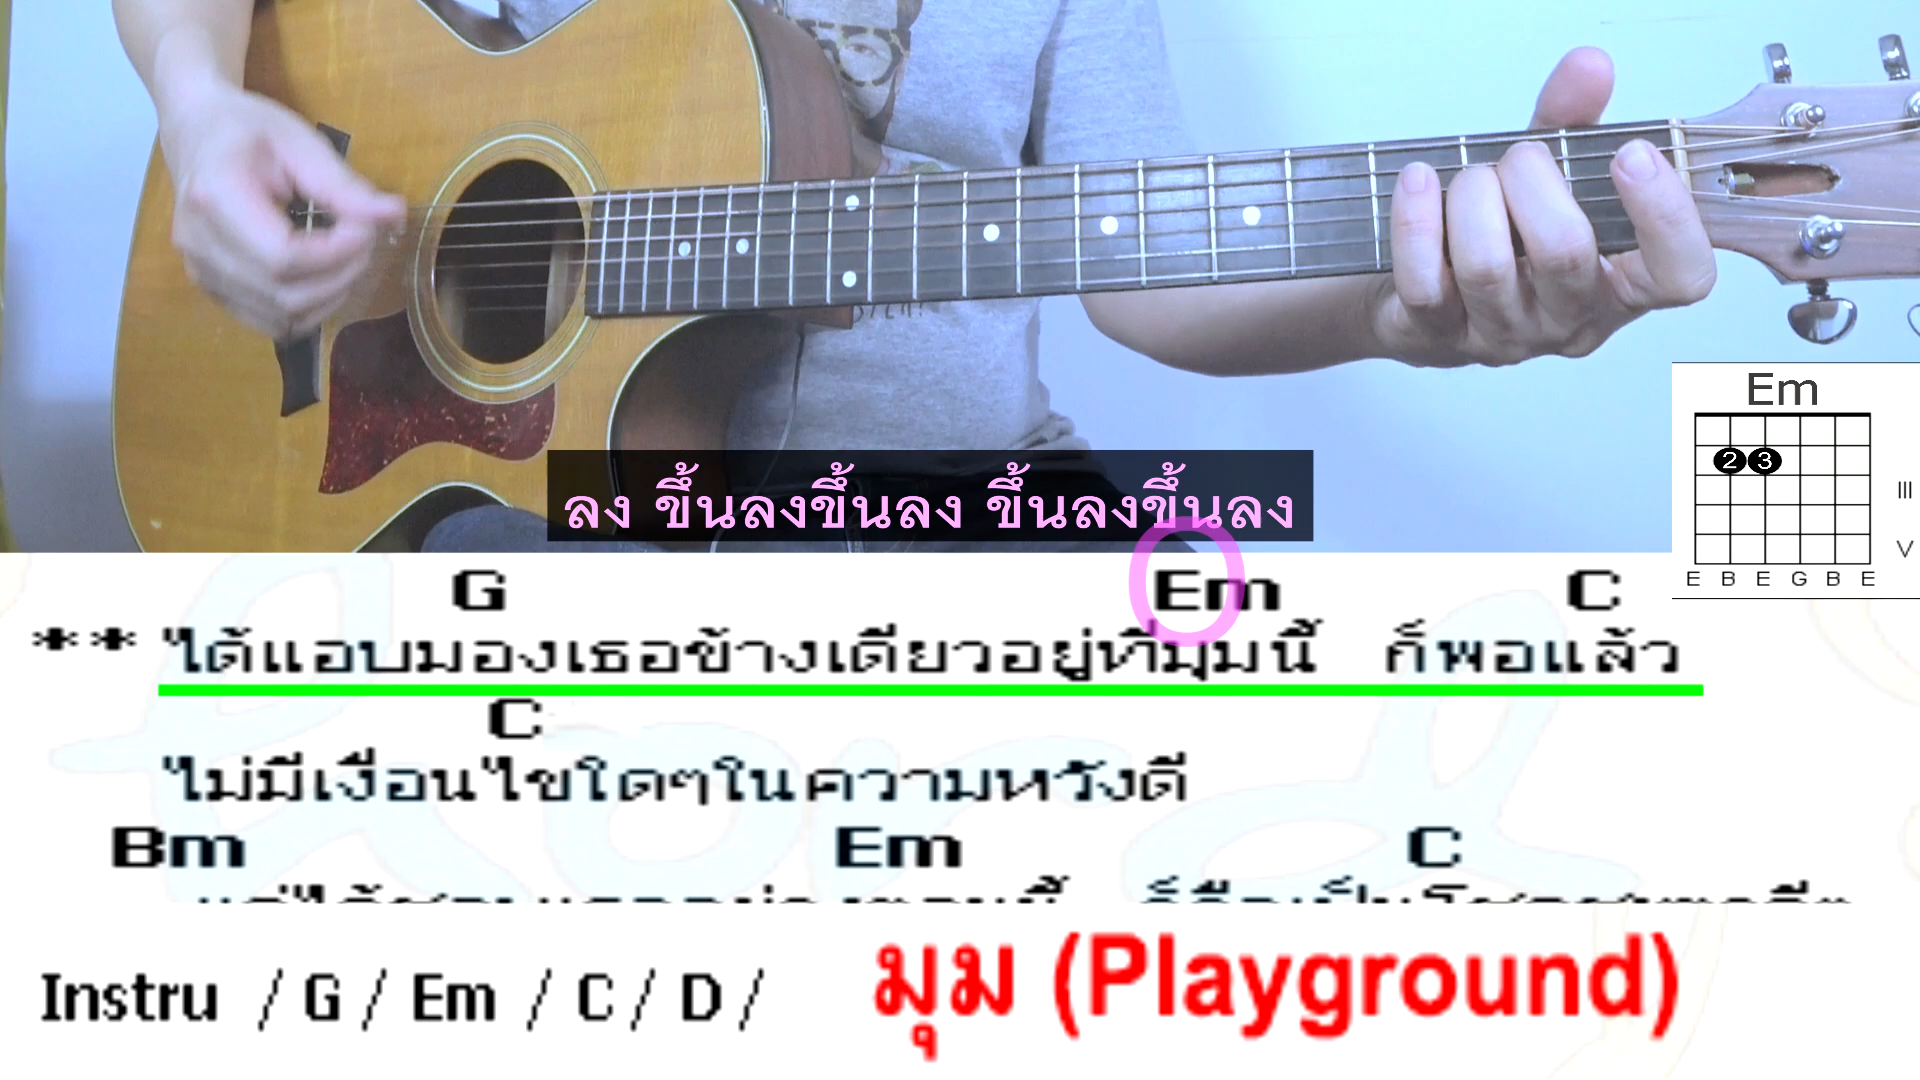 Em
2 3
III
V
E B E G B E
ลง ขึ้นลงขึ้นลง ขึ้นลงขึ้นลง
G Em C
** ได้แอบมองเธอข้างเดียวอยู่ที่มุมนี้ ก็พอแล้ว
C
ไม่มีเงื่อนไขใดๆในความหวังดี
Bm Em C
Instru / G / Em / C / D /
มุม (Playground)